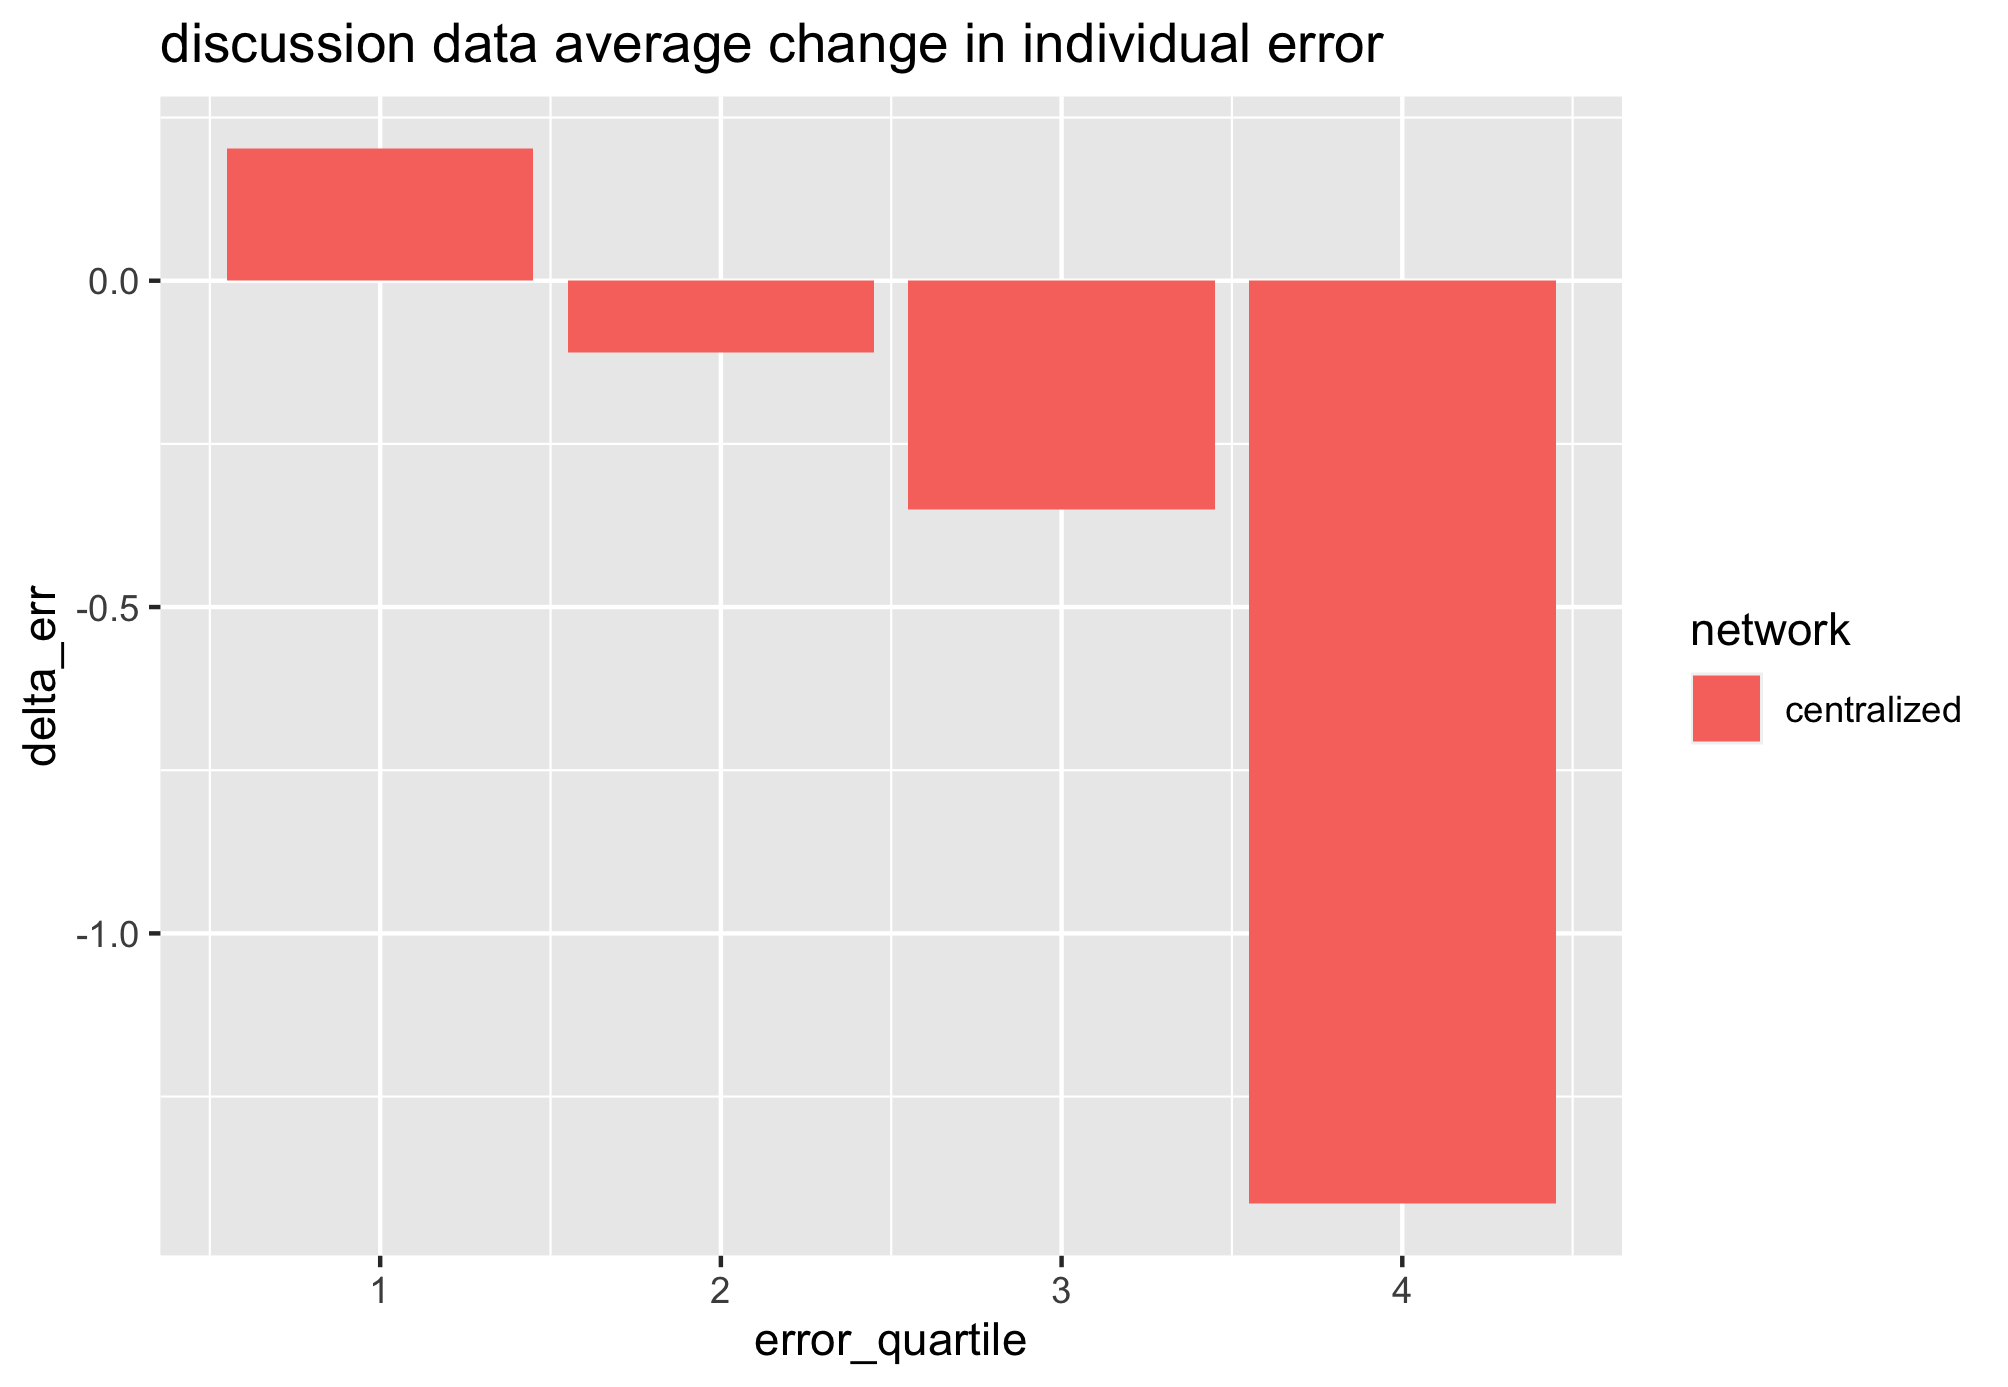 discussion data average change in individual error
0.0
-0.5
-1.0
delta_err
1 2 3 4
error_quartile
network
centralized